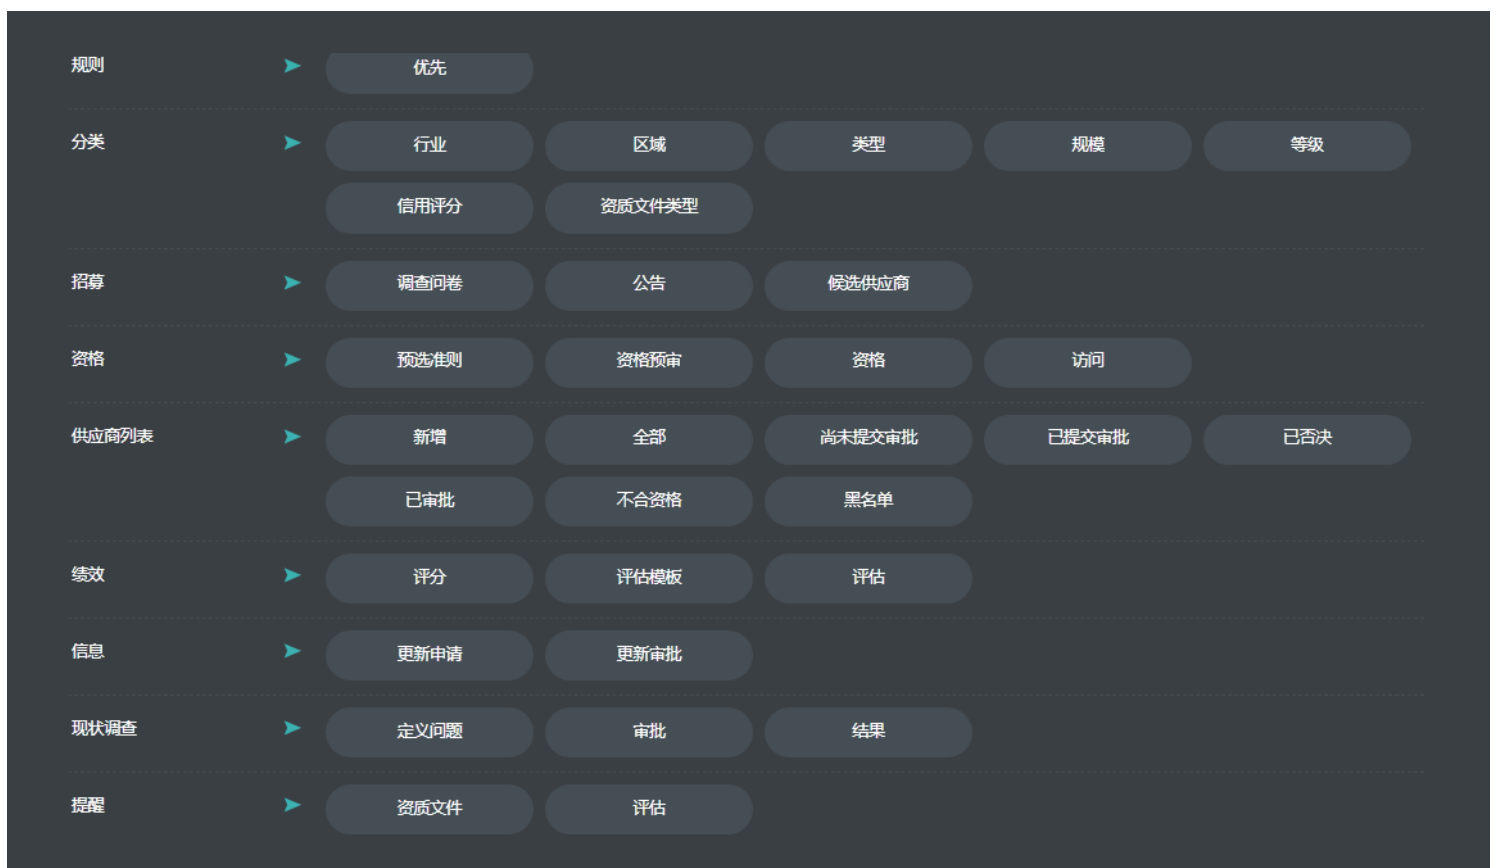 规则 优先
分类 行业 区域 类型 规模 等级
信用评分 资质文件类型
招募 调查问卷 公告 候选供应商
资格 预选准则 资格预审 资格 访问
供应商列表 新增 全部 尚未提交审批 已提交审批 已否决
已审批 不合资格 黑名单
绩效 评分 评估模板 评估
信息 更新申请 更新审批
现状调查 定义问题 审批 结果
提醒 资质文件 评估